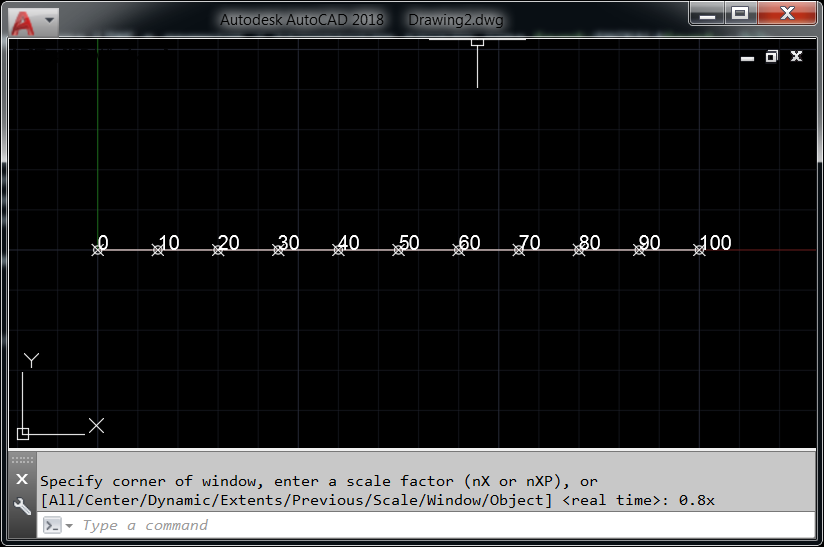 Autodesk AutoCAD 2018 Drawing2.dwg
0 10 20 30 40 50 60 70 80 90 100
Y
X
Specify corner of window, enter a scale factor (nX or nXP), or
[All/Center/Dynamic/Extents/Previous/Scale/Window/Object] <real time>: 0.8x
Type a command